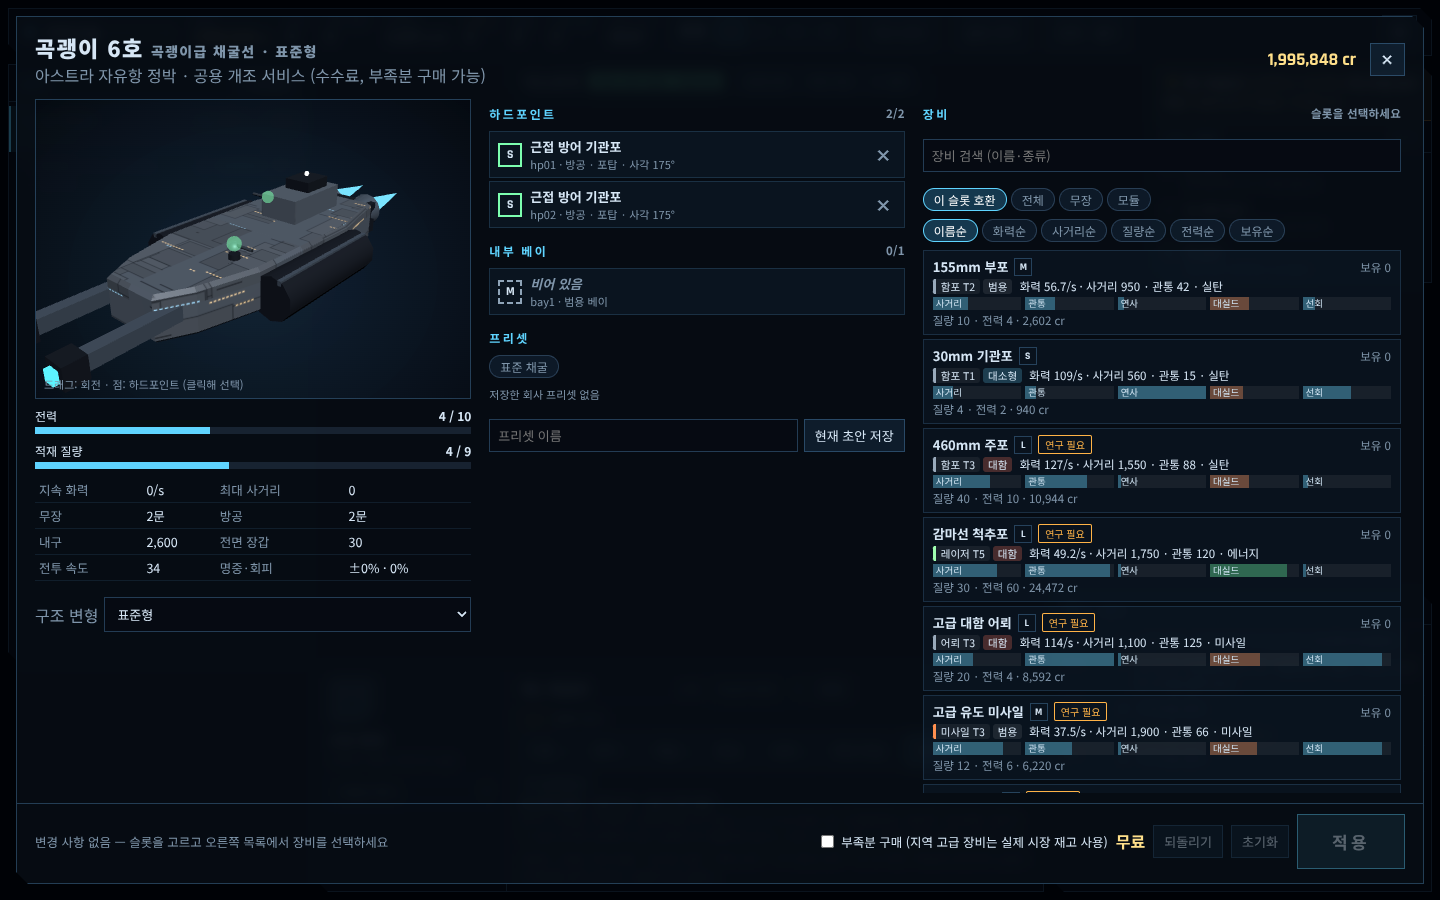 곡괭이 6호 곡괭이급 채굴선 · 표준형
아스트라 자유항 정박 · 공용 개조 서비스 (수수료, 부족분 구매 가능)
1,995,848 cr
×
드래그: 회전 · 점: 하드포인트 (클릭해 선택)
전력 4 / 10
적재 질량 4 / 9
지속 화력 0/s 최대 사거리 0
무장 2문 방공 2문
내구 2,600 전면 장갑 30
전투 속도 34 명중·회피 ±0% · 0%
구조 변형 표준형
하드포인트 2/2
S 근접 방어 기관포 ×
hp01 · 방공 · 포탑 · 사각 175°
S 근접 방어 기관포 ×
hp02 · 방공 · 포탑 · 사각 175°
내부 베이 0/1
M 비어 있음
bay1 · 범용 베이
프리셋
표준 채굴
저장한 회사 프리셋 없음
프리셋 이름 현재 초안 저장
장비 슬롯을 선택하세요
장비 검색 (이름·종류)
이 슬롯 호환 전체 무장 모듈
이름순 화력순 사거리순 질량순 전력순 보유순
155mm 부포 M 보유 0
함포 T2 범용 화력 56.7/s · 사거리 950 · 관통 42 · 실탄
사거리 관통 연사 대실드 선회
질량 10 · 전력 4 · 2,602 cr
30mm 기관포 S 보유 0
함포 T1 대소형 화력 109/s · 사거리 560 · 관통 15 · 실탄
사거리 관통 연사 대실드 선회
질량 4 · 전력 2 · 940 cr
460mm 주포 L 연구 필요 보유 0
함포 T3 대함 화력 127/s · 사거리 1,550 · 관통 88 · 실탄
사거리 관통 연사 대실드 선회
질량 40 · 전력 10 · 10,944 cr
감마선 척추포 L 연구 필요 보유 0
레이저 T5 대함 화력 49.2/s · 사거리 1,750 · 관통 120 · 에너지
사거리 관통 연사 대실드 선회
질량 30 · 전력 60 · 24,472 cr
고급 대함 어뢰 L 연구 필요 보유 0
어뢰 T3 대함 화력 114/s · 사거리 1,100 · 관통 125 · 미사일
사거리 관통 연사 대실드 선회
질량 20 · 전력 4 · 8,592 cr
고급 유도 미사일 M 연구 필요 보유 0
미사일 T3 범용 화력 37.5/s · 사거리 1,900 · 관통 66 · 미사일
사거리 관통 연사 대실드 선회
질량 12 · 전력 6 · 6,220 cr
변경 사항 없음 — 슬롯을 고르고 오른쪽 목록에서 장비를 선택하세요
부족분 구매 (지역 고급 장비는 실제 시장 재고 사용) 무료 되돌리기 초기화 적용